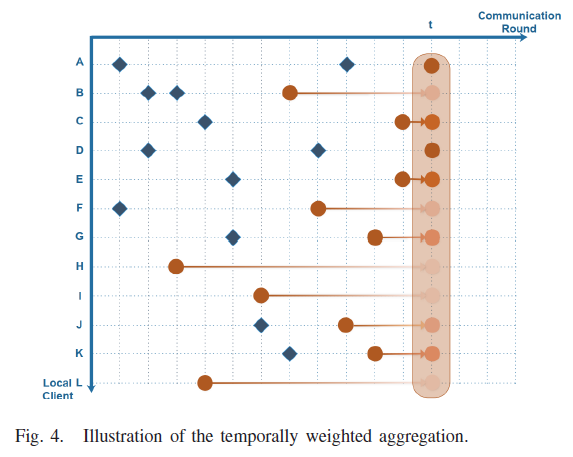 Communication
Round
t
A
B
C
D
E
F
G
H
I
J
K
Local L
Client
Fig. 4. Illustration of the temporally weighted aggregation.